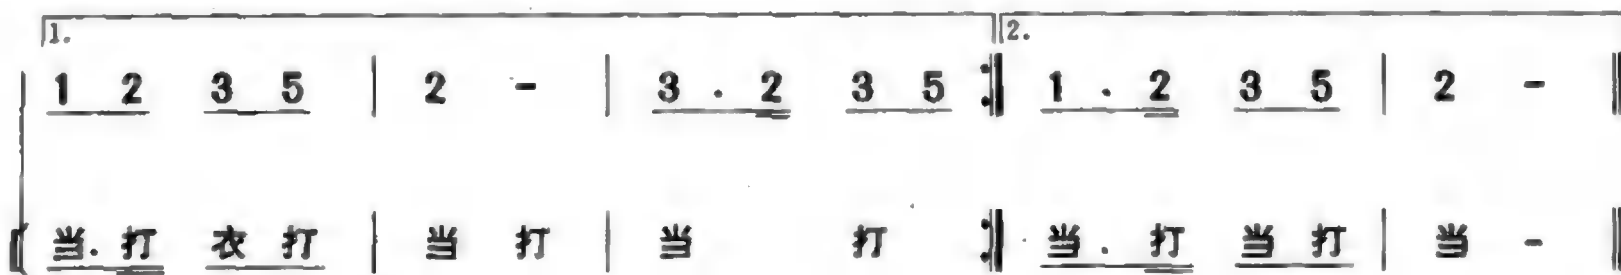 1. 2.
1 2 3 5 | 2 - | 3 . 2 3 5 :‖ 1 . 2 3 5 | 2 - ‖
当. 打 衣 打 | 当 打 | 当 打 :‖ 当 . 打 当 打 | 当 - ‖